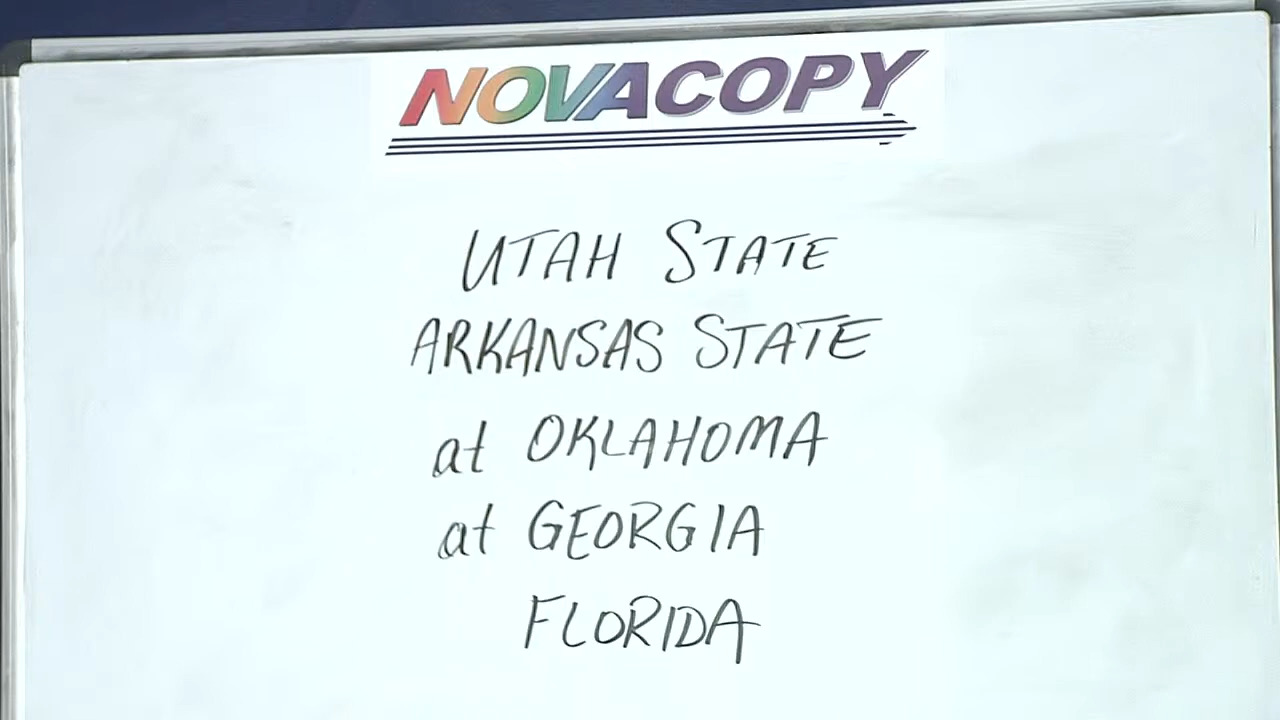 NOVACOPY
UTAH STATE
ARKANSAS STATE
at OKLAHOMA
at GEORGIA
FLORIDA